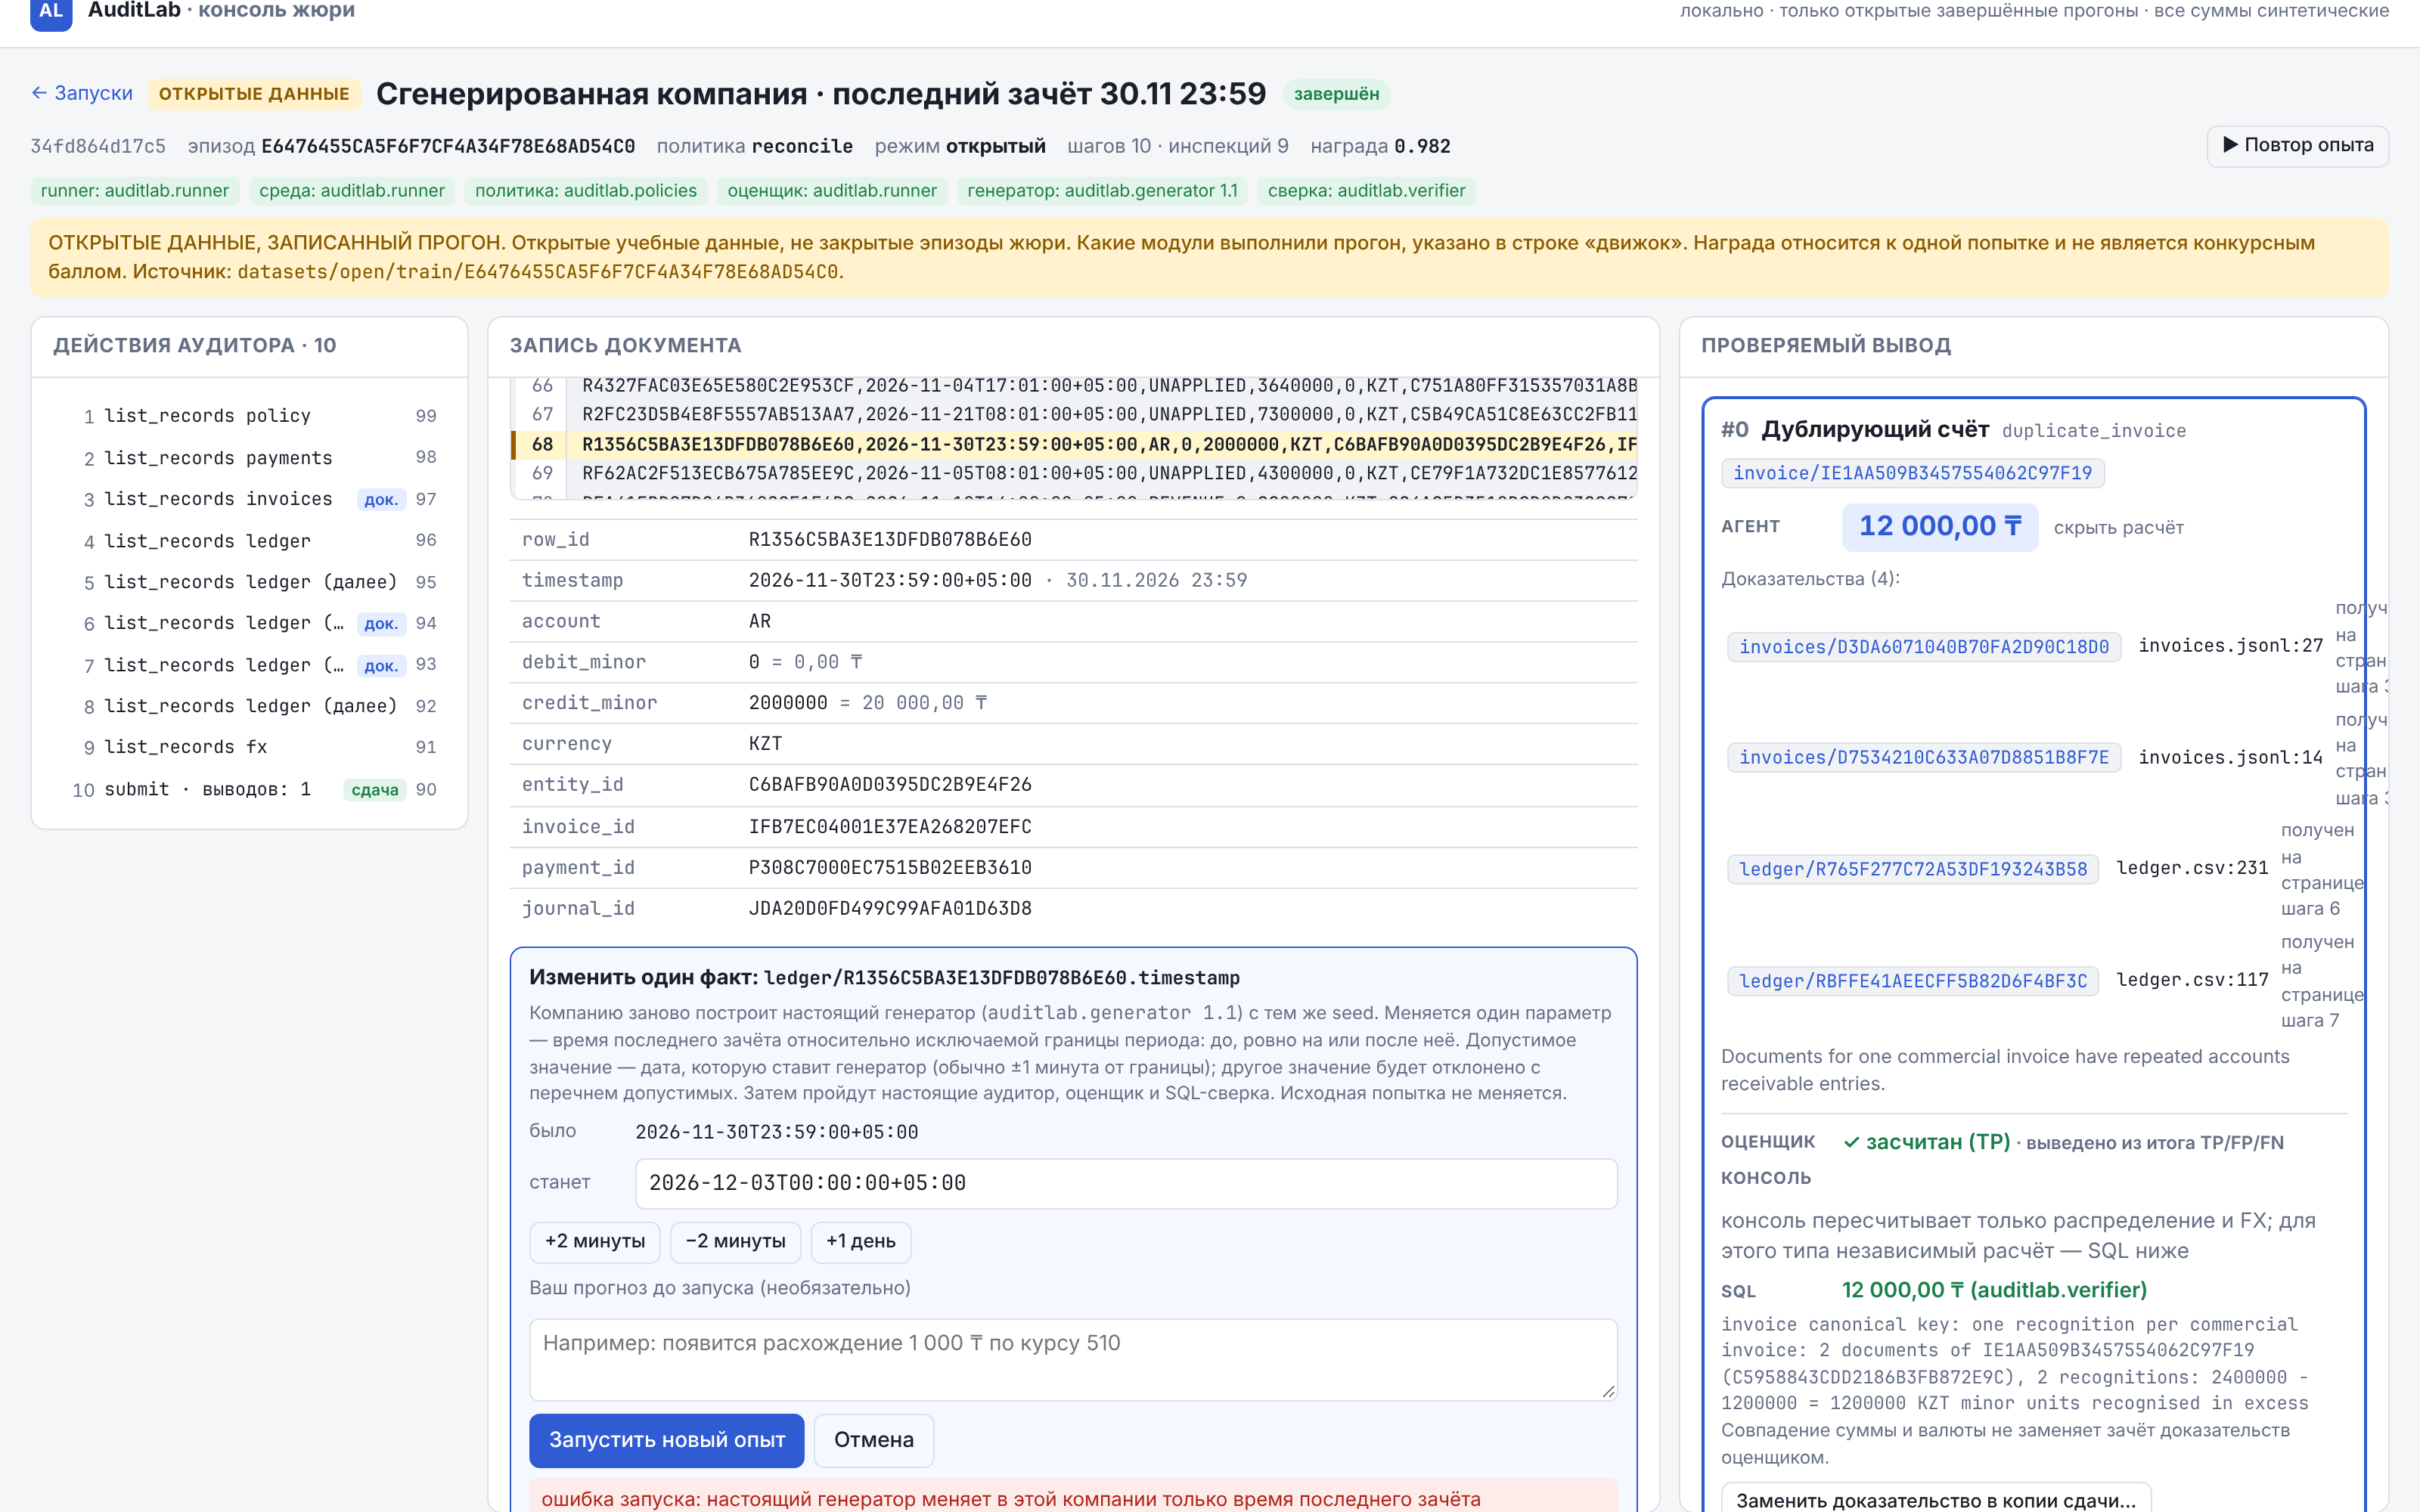 AL AuditLab · консоль жюри
локально · только открытые завершённые прогоны · все суммы синтетические
← Запуски ОТКРЫТЫЕ ДАННЫЕ Сгенерированная компания · последний зачёт 30.11 23:59 завершён
34fd864d17c5 эпизод E6476455CA5F6F7CF4A34F78E68AD54C0 политика reconcile режим открытый шагов 10 · инспекций 9 награда 0.982
▶ Повтор опыта
runner: auditlab.runner среда: auditlab.runner политика: auditlab.policies оценщик: auditlab.runner генератор: auditlab.generator 1.1 сверка: auditlab.verifier
ОТКРЫТЫЕ ДАННЫЕ, ЗАПИСАННЫЙ ПРОГОН. Открытые учебные данные, не закрытые эпизоды жюри. Какие модули выполнили прогон, указано в строке «движок». Награда относится к одной попытке и не является конкурсным
баллом. Источник: datasets/open/train/E6476455CA5F6F7CF4A34F78E68AD54C0.
ДЕЙСТВИЯ АУДИТОРА · 10
1 list_records policy 99
2 list_records payments 98
3 list_records invoices док. 97
4 list_records ledger 96
5 list_records ledger (далее) 95
6 list_records ledger (… док. 94
7 list_records ledger (… док. 93
8 list_records ledger (далее) 92
9 list_records fx 91
10 submit · выводов: 1 сдача 90
ЗАПИСЬ ДОКУМЕНТА
66 R4327FAC03E65E580C2E953CF,2026-11-04T17:01:00+05:00,UNAPPLIED,3640000,0,KZT,C751A80FF315357031A8B
67 R2FC23D5B4E8F5557AB513AA7,2026-11-21T08:01:00+05:00,UNAPPLIED,7300000,0,KZT,C5B49CA51C8E63CC2FB11
68 R1356C5BA3E13DFDB078B6E60,2026-11-30T23:59:00+05:00,AR,0,2000000,KZT,C6BAFB90A0D0395DC2B9E4F26,IF
69 RF62AC2F513ECB675A785EE9C,2026-11-05T08:01:00+05:00,UNAPPLIED,4300000,0,KZT,CE79F1A732DC1E8577612
row_id R1356C5BA3E13DFDB078B6E60
timestamp 2026-11-30T23:59:00+05:00 · 30.11.2026 23:59
account AR
debit_minor 0 = 0,00 ₸
credit_minor 2000000 = 20 000,00 ₸
currency KZT
entity_id C6BAFB90A0D0395DC2B9E4F26
invoice_id IFB7EC04001E37EA268207EFC
payment_id P308C7000EC7515B02EEB3610
journal_id JDA20D0FD499C99AFA01D63D8
Изменить один факт: ledger/R1356C5BA3E13DFDB078B6E60.timestamp
Компанию заново построит настоящий генератор (auditlab.generator 1.1) с тем же seed. Меняется один параметр
— время последнего зачёта относительно исключаемой границы периода: до, ровно на или после неё. Допустимое
значение — дата, которую ставит генератор (обычно ±1 минута от границы); другое значение будет отклонено с
перечнем допустимых. Затем пройдут настоящие аудитор, оценщик и SQL-сверка. Исходная попытка не меняется.
было 2026-11-30T23:59:00+05:00
станет 2026-12-03T00:00:00+05:00
+2 минуты −2 минуты +1 день
Ваш прогноз до запуска (необязательно)
Например: появится расхождение 1 000 ₸ по курсу 510
Запустить новый опыт Отмена
ошибка запуска: настоящий генератор меняет в этой компании только время последнего зачёта
ПРОВЕРЯЕМЫЙ ВЫВОД
#0 Дублирующий счёт duplicate_invoice
invoice/IE1AA509B3457554062C97F19
АГЕНТ 12 000,00 ₸ скрыть расчёт
Доказательства (4):
invoices/D3DA6071040B70FA2D90C18D0 invoices.jsonl:27
получ
на
стран
шага 3
invoices/D7534210C633A07D8851B8F7E invoices.jsonl:14
получ
на
стран
шага 3
ledger/R765F277C72A53DF193243B58 ledger.csv:231
получен
на
странице
шага 6
ledger/RBFFE41AEECFF5B82D6F4BF3C ledger.csv:117
получен
на
странице
шага 7
Documents for one commercial invoice have repeated accounts
receivable entries.
ОЦЕНЩИК ✓ засчитан (TP) · выведено из итога TP/FP/FN
КОНСОЛЬ
консоль пересчитывает только распределение и FX; для
этого типа независимый расчёт — SQL ниже
SQL 12 000,00 ₸ (auditlab.verifier)
invoice canonical key: one recognition per commercial
invoice: 2 documents of IE1AA509B3457554062C97F19
(C5958843CDD2186B3FB872E9C), 2 recognitions: 2400000 -
1200000 = 1200000 KZT minor units recognised in excess
Совпадение суммы и валюты не заменяет зачёт доказательств
оценщиком.
Заменить доказательство в копии сдачи…